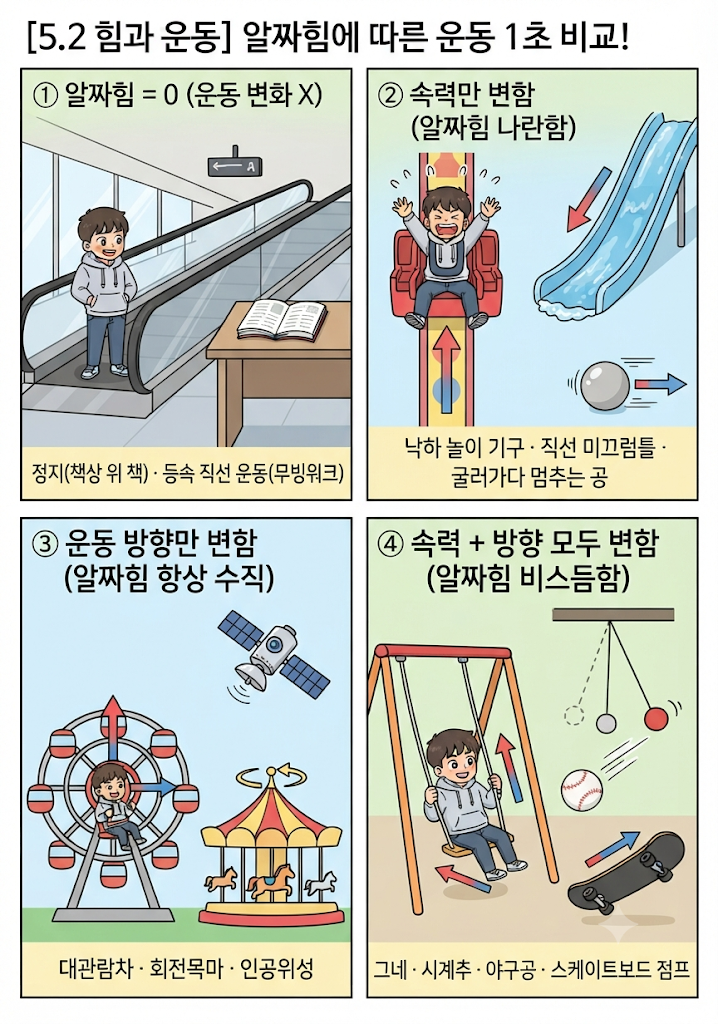 [5.2 힘과 운동] 알짜힘에 따른 운동 1초 비교!
① 알짜힘 = 0 (운동 변화 X)
← A
정지(책상 위 책) · 등속 직선 운동(무빙워크)
② 속력만 변함
(알짜힘 나란함)
낙하 놀이 기구 · 직선 미끄럼틀 ·
굴러가다 멈추는 공
③ 운동 방향만 변함
(알짜힘 항상 수직)
대관람차 · 회전목마 · 인공위성
④ 속력 + 방향 모두 변함
(알짜힘 비스듬함)
그네 · 시계추 · 야구공 · 스케이트보드 점프